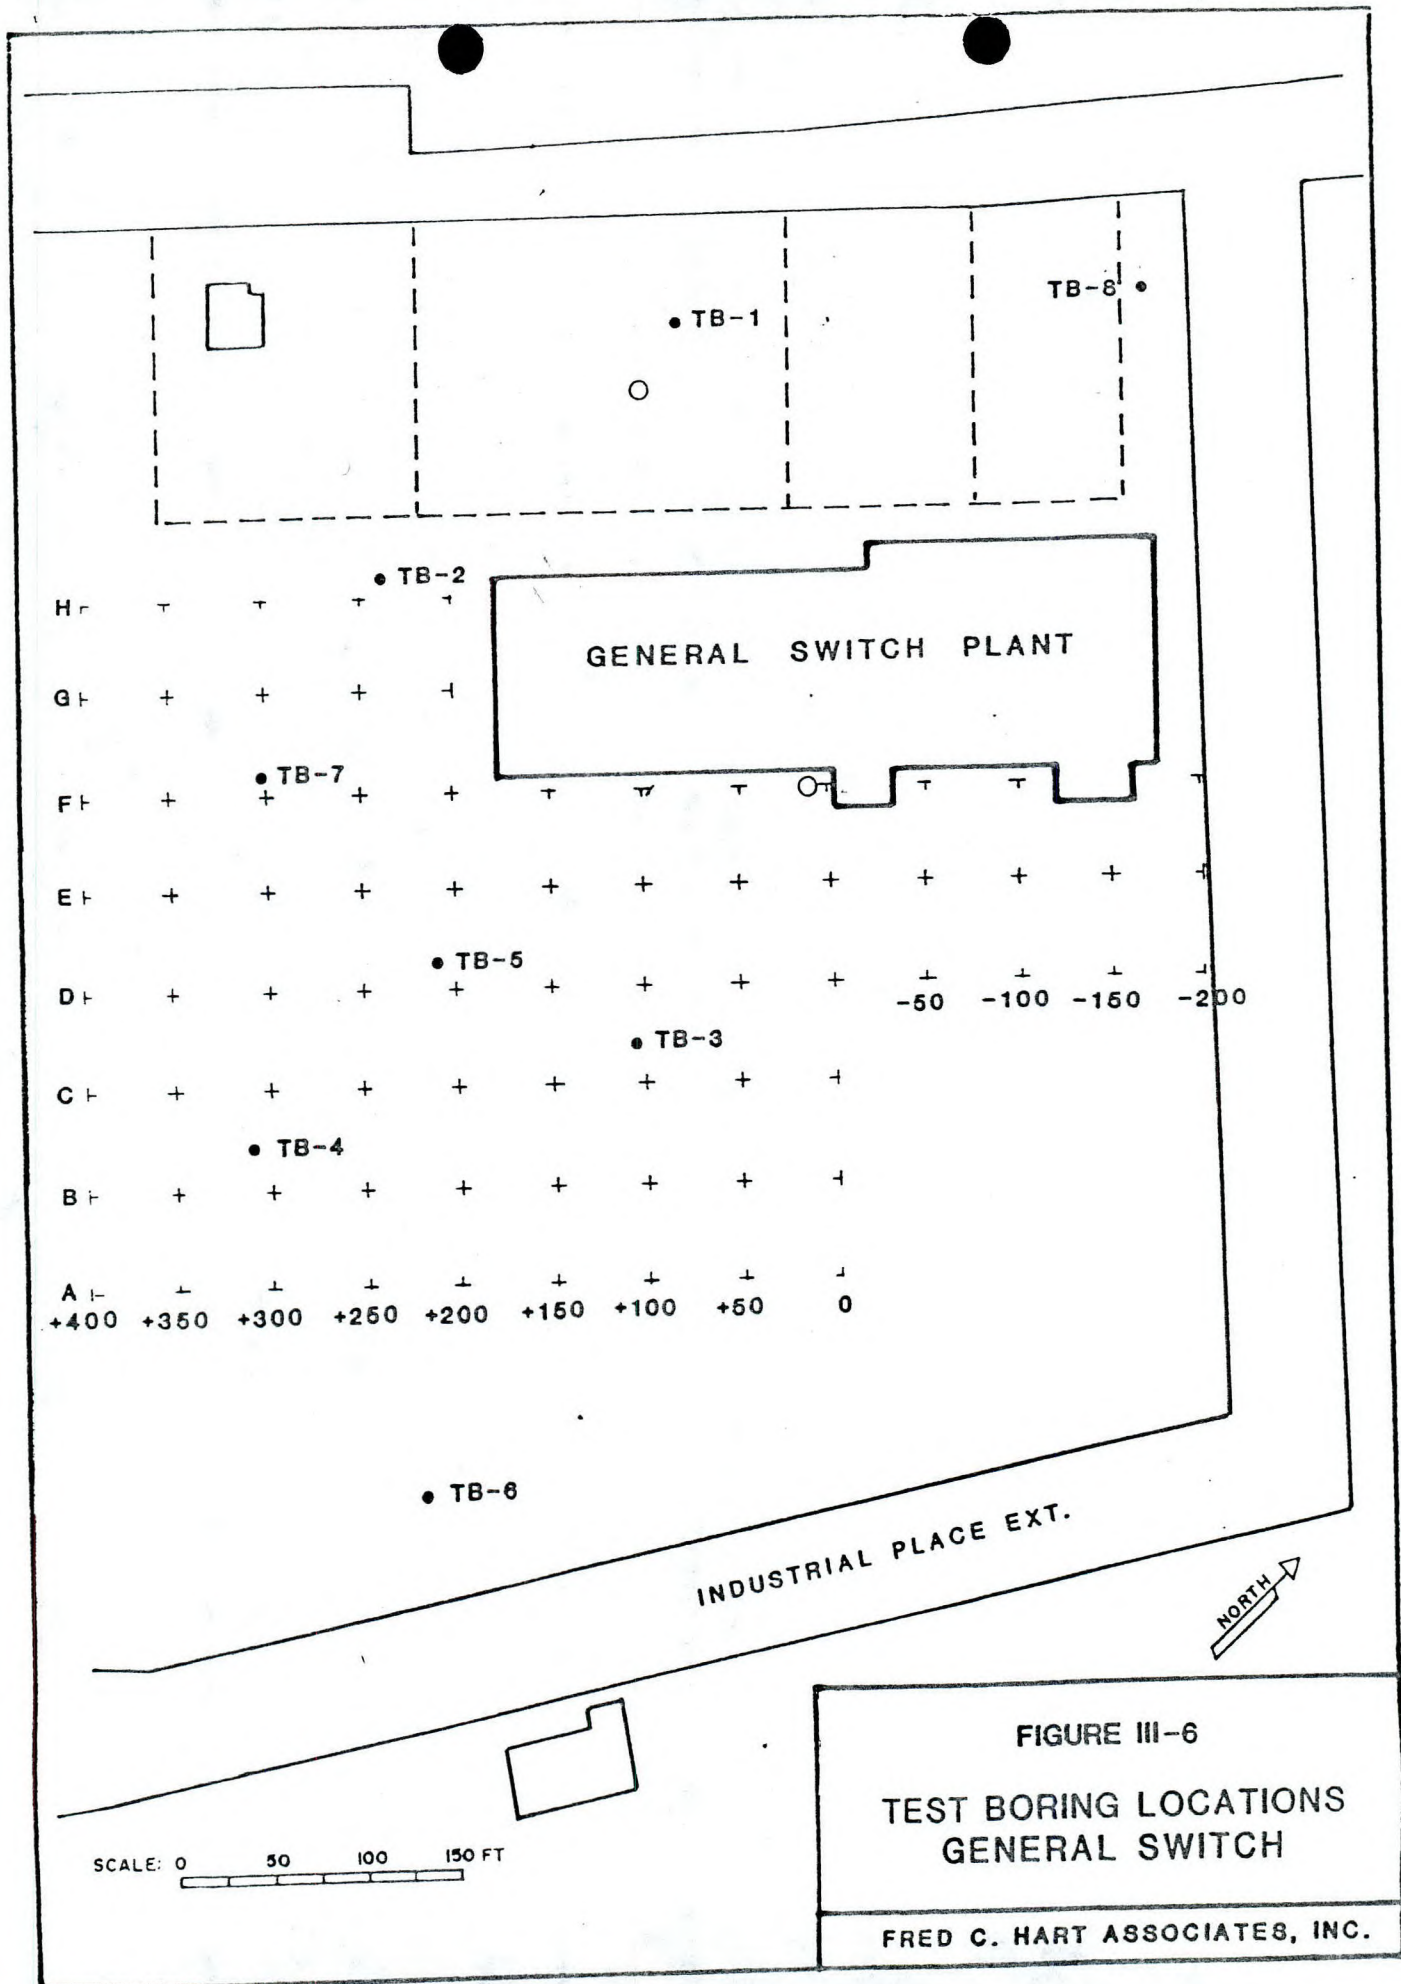 TB-8
TB-1
TB-2
H
GENERAL SWITCH PLANT
G
TB-7
F
E
TB-5
D
-50 -100 -150 -200
TB-3
C
TB-4
B
A
+400 +350 +300 +250 +200 +150 +100 +50 0
TB-6
INDUSTRIAL PLACE EXT.
NORTH
FIGURE III-6
TEST BORING LOCATIONS
GENERAL SWITCH
SCALE: 0 50 100 150 FT
FRED C. HART ASSOCIATES, INC.